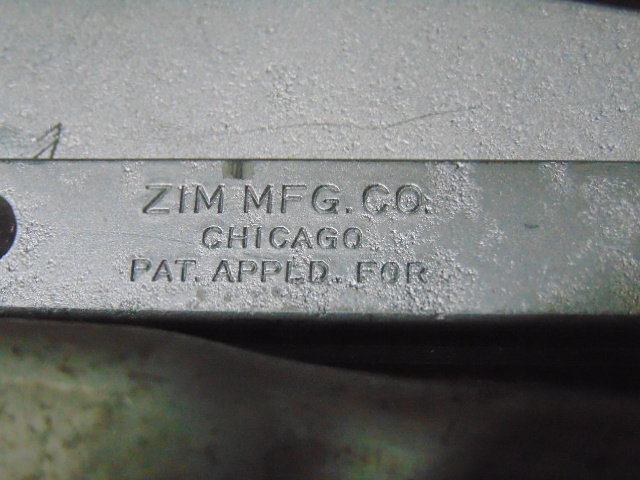 ZIM MFG. CO.
CHICAGO
PAT. APPLD. FOR